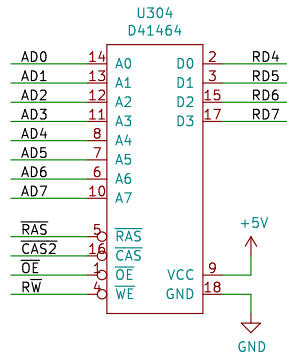 U304
D41464
AD0 14 A0 D0 2 RD4
AD1 13 A1 D1 3 RD5
AD2 12 A2 D2 15 RD6
AD3 11 A3 D3 17 RD7
AD4 8 A4
AD5 7 A5
AD6 6 A6
AD7 10 A7
RAS 5 RAS
CAS2 16 CAS
OE 1 OE VCC 9 +5V
RW 4 WE GND 18
GND